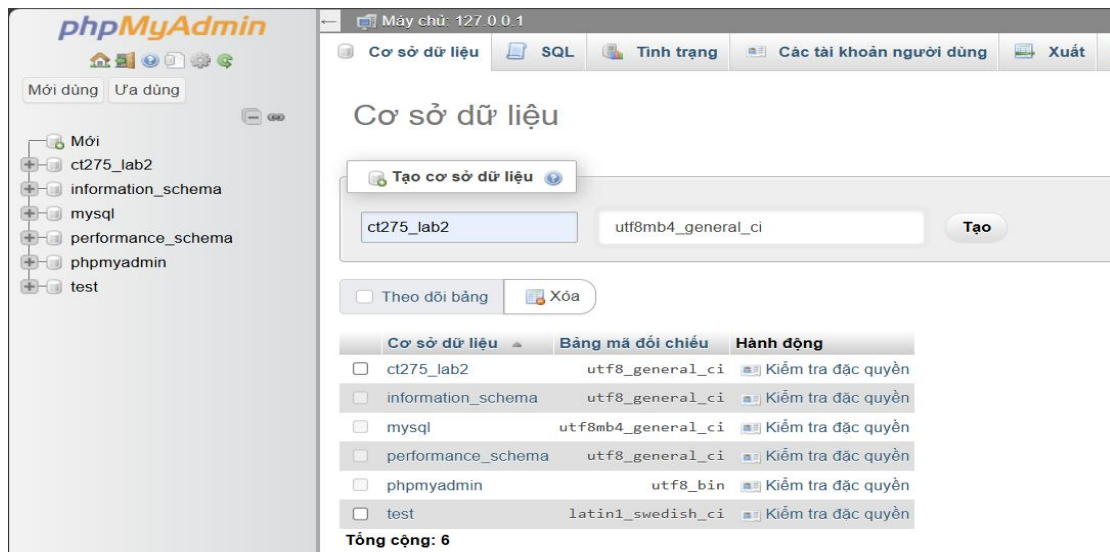 phpMyAdmin
Mới dùng Ưa dùng
Mới
ct275_lab2
information_schema
mysql
performance_schema
phpmyadmin
test
← Máy chủ: 127.0.0.1
Cơ sở dữ liệu SQL Tình trạng Các tài khoản người dùng Xuất
Cơ sở dữ liệu
Tạo cơ sở dữ liệu
ct275_lab2 utf8mb4_general_ci Tạo
Theo dõi bảng Xóa
Cơ sở dữ liệu Bảng mã đối chiếu Hành động
ct275_lab2 utf8_general_ci Kiểm tra đặc quyền
information_schema utf8_general_ci Kiểm tra đặc quyền
mysql utf8mb4_general_ci Kiểm tra đặc quyền
performance_schema utf8_general_ci Kiểm tra đặc quyền
phpmyadmin utf8_bin Kiểm tra đặc quyền
test latin1_swedish_ci Kiểm tra đặc quyền
Tổng cộng: 6